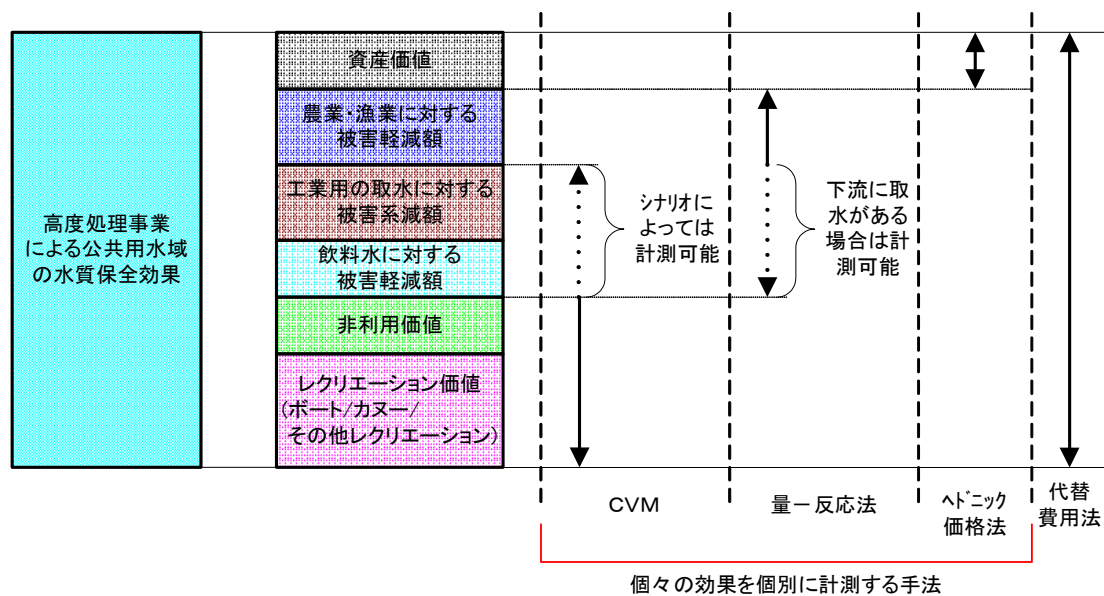 高度処理事業
による公共用水域
の水質保全効果
資産価値
農業・漁業に対する
被害軽減額
工業用の取水に対する
被害系減額
飲料水に対する
被害軽減額
非利用価値
レクリエーション価値
(ボート/カヌー/
その他レクリエーション)
シナリオに
よっては
計測可能
下流に取
水がある
場合は計
測可能
CVM
量－反応法
ヘドニック
価格法
代替
費用法
個々の効果を個別に計測する手法